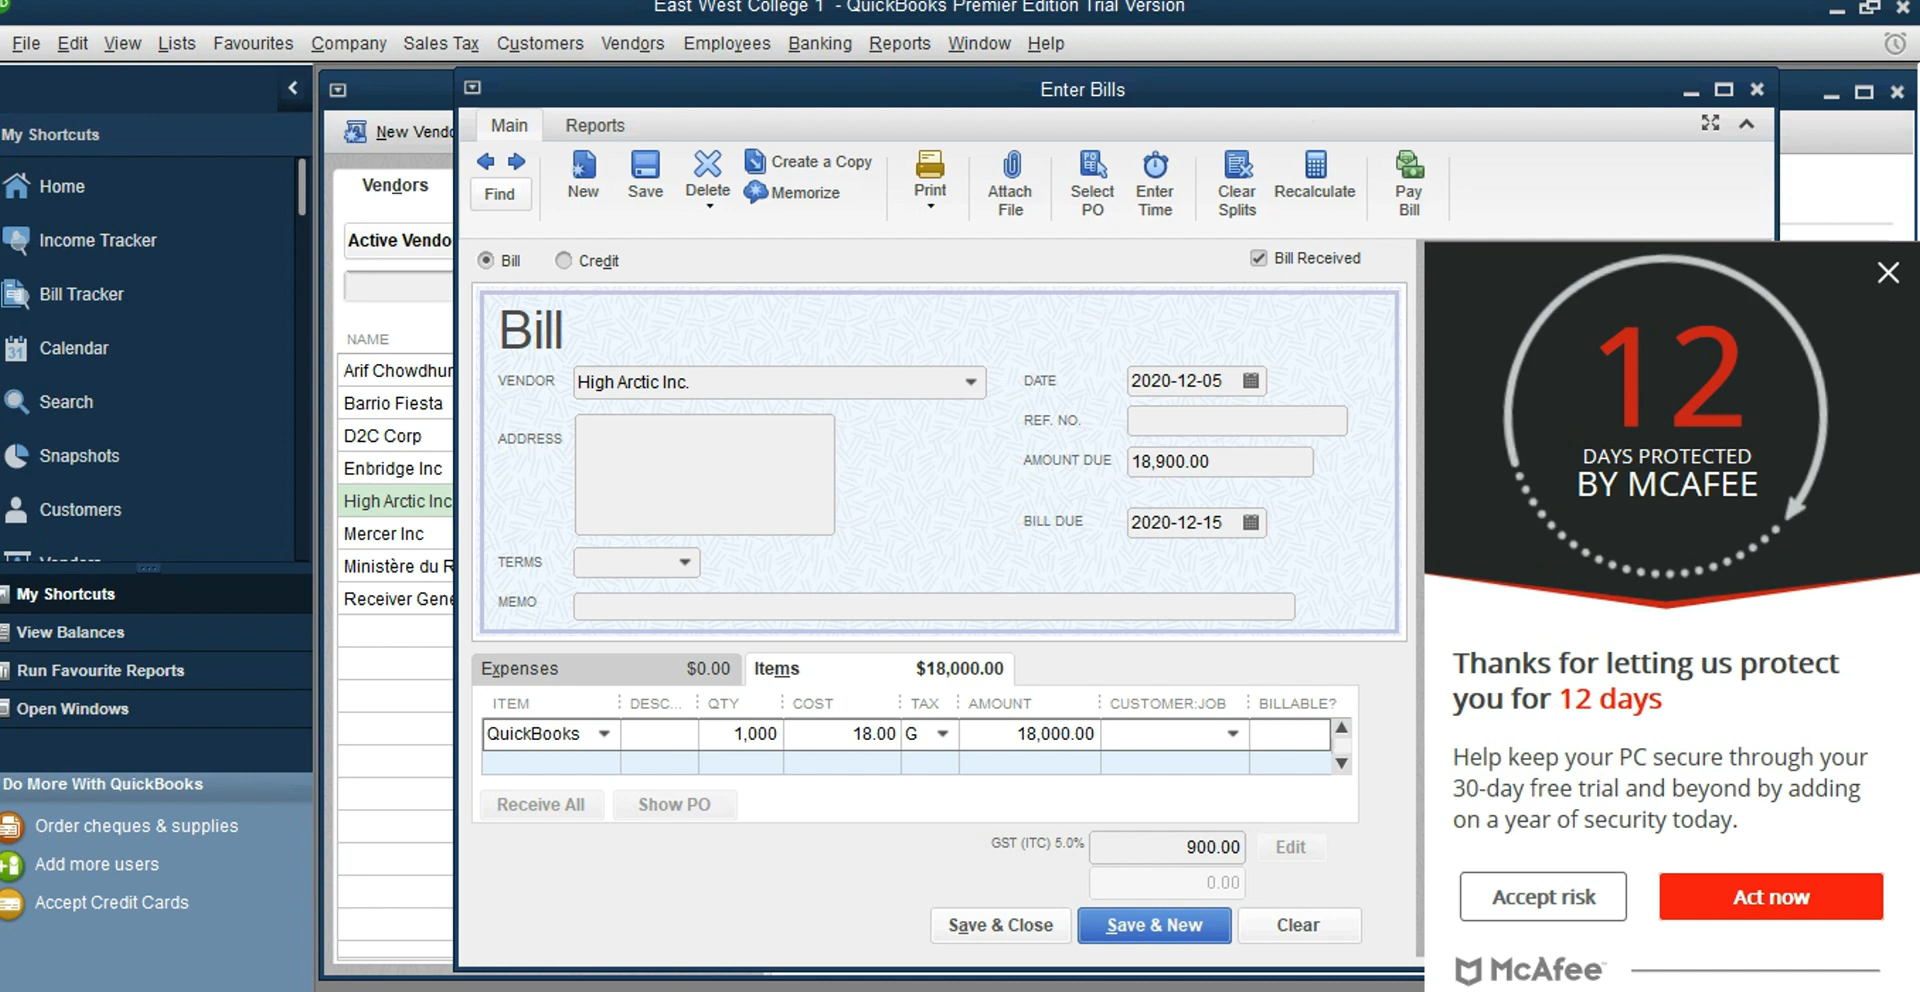 East West College 1 - QuickBooks Premier Edition Trial Version
File Edit View Lists Favourites Company Sales Tax Customers Vendors Employees Banking Reports Window Help
Enter Bills
My Shortcuts
Home
Income Tracker
Bill Tracker
Calendar
31
Search
Snapshots
Customers
My Shortcuts
View Balances
Run Favourite Reports
Open Windows
Do More With QuickBooks
Order cheques & supplies
Add more users
Accept Credit Cards
New Vendo
Vendors
Active Vendo
NAME
Arif Chowdhur
Barrio Fiesta
D2C Corp
Enbridge Inc
High Arctic Inc
Mercer Inc
Ministère du R
Receiver Gene
Main Reports
Find
New
Save
Delete
Create a Copy
Memorize
Print
Attach File
Select PO
Enter Time
Clear Splits
Recalculate
Pay Bill
Bill Credit Bill Received
Bill
VENDOR High Arctic Inc. DATE 2020-12-05
REF. NO.
ADDRESS
AMOUNT DUE 18,900.00
BILL DUE 2020-12-15
TERMS
MEMO
Expenses $0.00 Items $18,000.00
ITEM DESC... QTY COST TAX AMOUNT CUSTOMER:JOB BILLABLE?
QuickBooks 1,000 18.00 G 18,000.00
Receive All Show PO
GST (ITC) 5.0% 900.00 Edit
0.00
Save & Close Save & New Clear
12
DAYS PROTECTED
BY MCAFEE
Thanks for letting us protect
you for 12 days
Help keep your PC secure through your
30-day free trial and beyond by adding
on a year of security today.
Accept risk Act now
McAfee